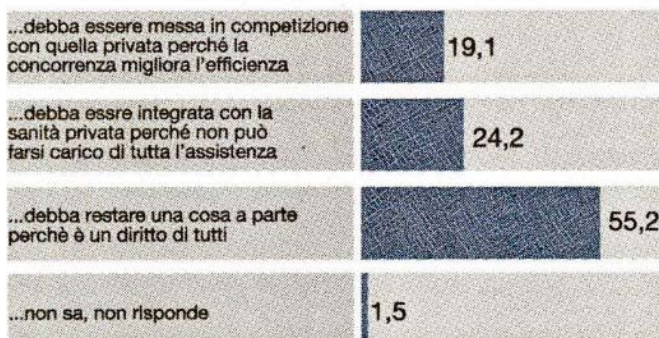 ...debba essere messa in competizione
con quella privata perché la
concorrenza migliora l'efficienza
19,1
...debba essre integrata con la
sanità privata perché non può
farsi carico di tutta l'assistenza
24,2
...debba restare una cosa a parte
perchè è un diritto di tutti
55,2
...non sa, non risponde
1,5